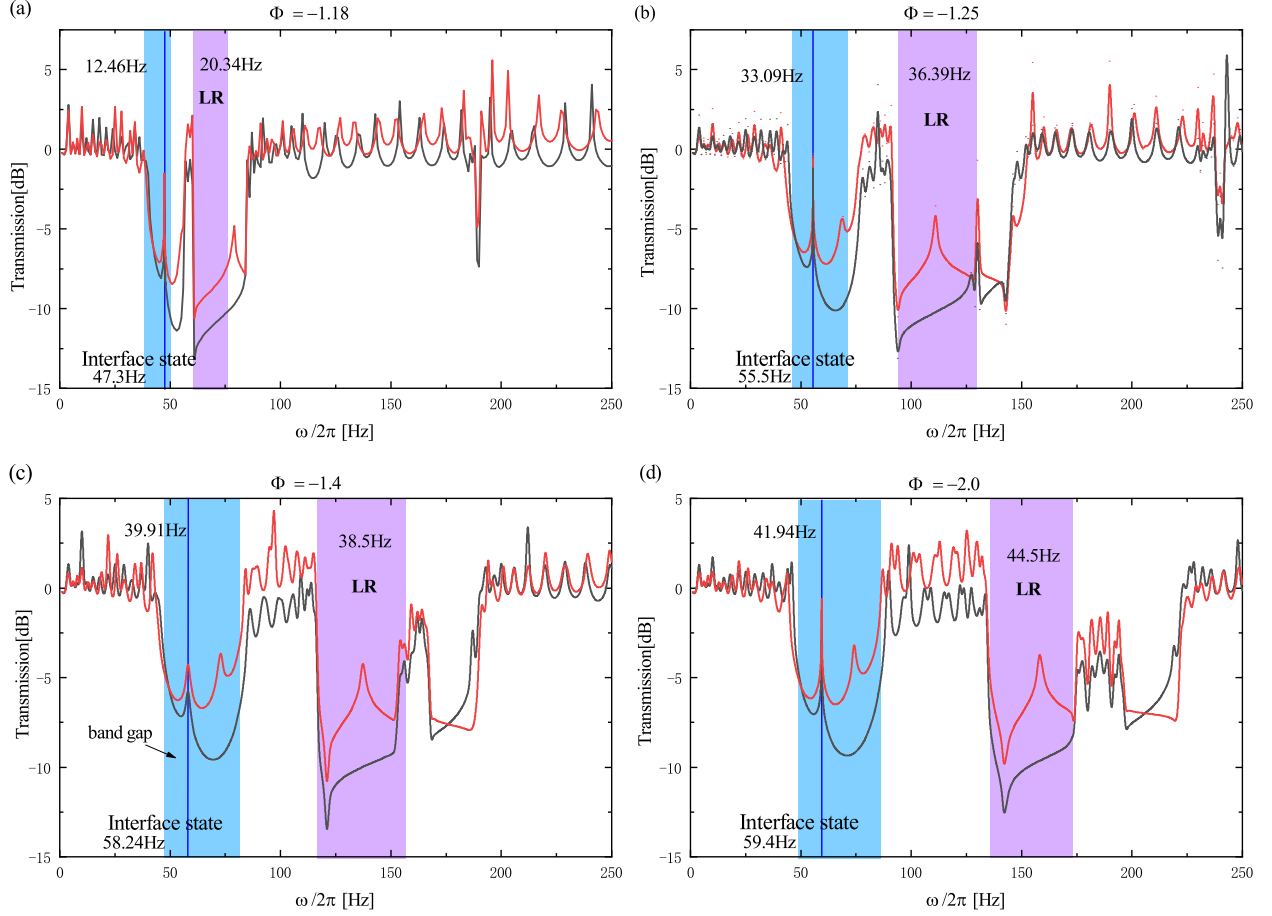 (a)
Φ =−1.18
12.46Hz
20.34Hz
LR
Interface state
47.3Hz
Transmission[dB]
5
0
−5
−10
−15
0 50 100 150 200 250
ω/2π [Hz]
(b)
Φ =−1.25
33.09Hz
36.39Hz
LR
Interface state
55.5Hz
Transmission[dB]
5
0
−5
−10
−15
0 50 100 150 200 250
ω/2π [Hz]
(c)
Φ =−1.4
39.91Hz
38.5Hz
LR
band gap
Interface state
58.24Hz
Transmission[dB]
5
0
−5
−10
−15
0 50 100 150 200 250
ω/2π [Hz]
(d)
Φ =−2.0
41.94Hz
44.5Hz
LR
Interface state
59.4Hz
Transmission[dB]
5
0
−5
−10
−15
0 50 100 150 200 250
ω/2π [Hz]